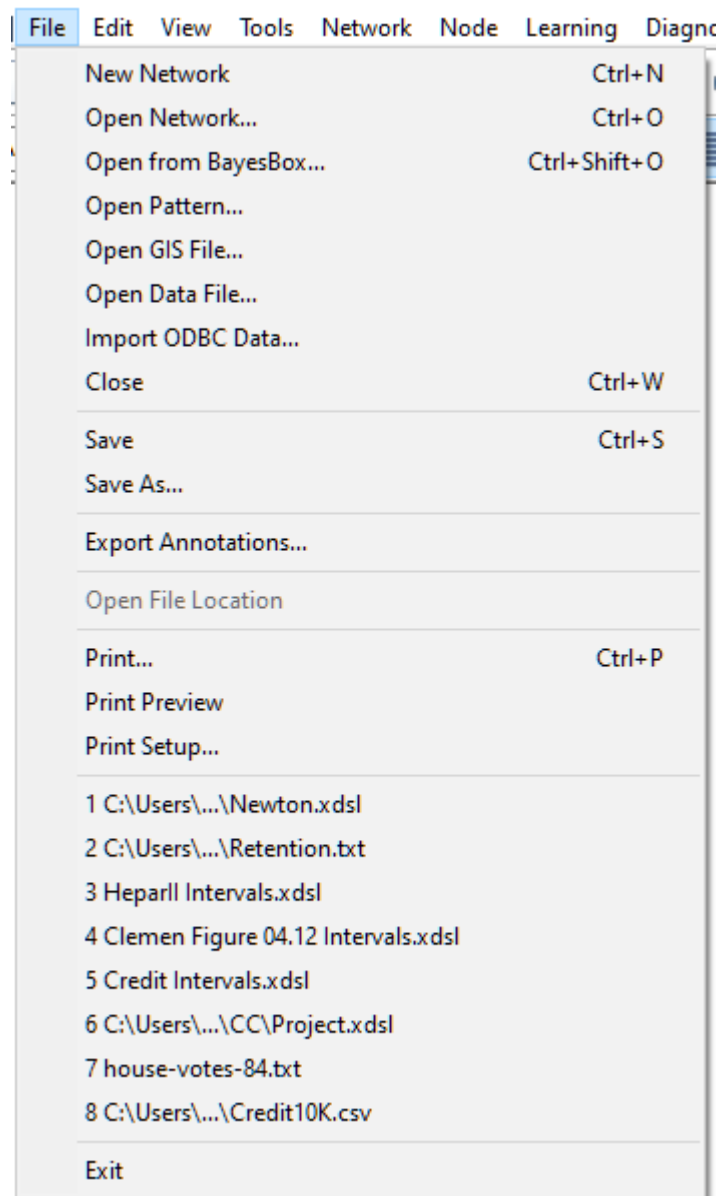 File Edit View Tools Network Node Learning Diagno
New Network Ctrl+N
Open Network... Ctrl+O
Open from BayesBox... Ctrl+Shift+O
Open Pattern...
Open GIS File...
Open Data File...
Import ODBC Data...
Close Ctrl+W
Save Ctrl+S
Save As...
Export Annotations...
Open File Location
Print... Ctrl+P
Print Preview
Print Setup...
1 C:\Users\...\Newton.xdsl
2 C:\Users\...\Retention.txt
3 HeparII Intervals.xdsl
4 Clemen Figure 04.12 Intervals.xdsl
5 Credit Intervals.xdsl
6 C:\Users\...\CC\Project.xdsl
7 house-votes-84.txt
8 C:\Users\...\Credit10K.csv
Exit